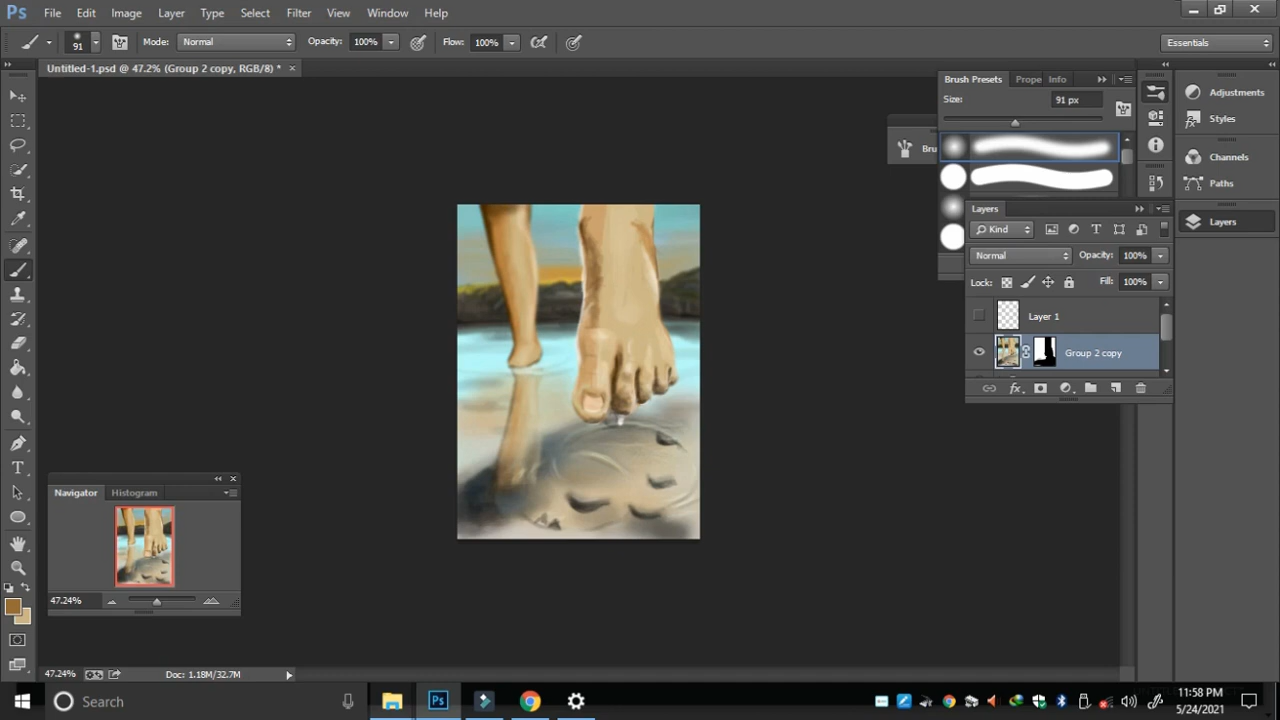 Ps File Edit Image Layer Type Select Filter View Window Help
91 Mode: Normal Opacity: 100% Flow: 100% Essentials
Untitled-1.psd @ 47.2% (Group 2 copy, RGB/8) * ×
Brush Presets Prope Info
Size: 91 px
Bru
Adjustments
Styles
Channels
Paths
Layers
Layers
Kind T
Normal Opacity: 100%
Lock: Fill: 100%
Layer 1
Group 2 copy
fx
Navigator Histogram
47.24%
47.24% Doc: 1.18M/32.7M
Search Ps
11:58 PM
5/24/2021